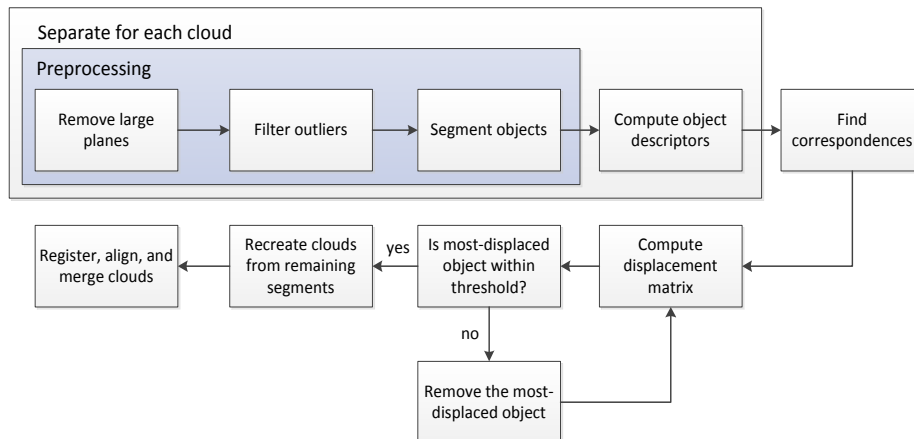 Separate for each cloud
Preprocessing
Remove large
planes
Filter outliers
Segment objects
Compute object
descriptors
Find
correspondences
Register, align, and
merge clouds
yes
Recreate clouds
from remaining
segments
Is most-displaced
object within
threshold?
Compute
displacement
matrix
no
Remove the most-
displaced object